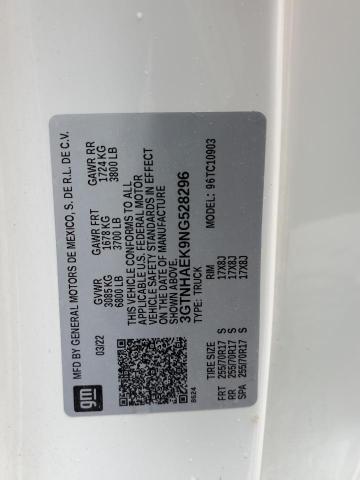 MFD BY GENERAL MOTORS DE MEXICO, S. DE R.L. DE C.V.
03/22 GVWR GAWR FRT GAWR RR
3085 KG 1678 KG 1724 KG
6800 LB 3700 LB 3800 LB
THIS VEHICLE CONFORMS TO ALL
APPLICABLE U.S. FEDERAL MOTOR
VEHICLE SAFETY STANDARDS IN EFFECT
ON THE DATE OF MANUFACTURE
SHOWN ABOVE.
3GTNHAEK9NG528296
TYPE: TRUCK MODEL: 96TC10903
gm
8624
TIRE SIZE RIM
FRT 255/70R17 S 17X8J
RR 255/70R17 S 17X8J
SPA 255/70R17 S 17X8J